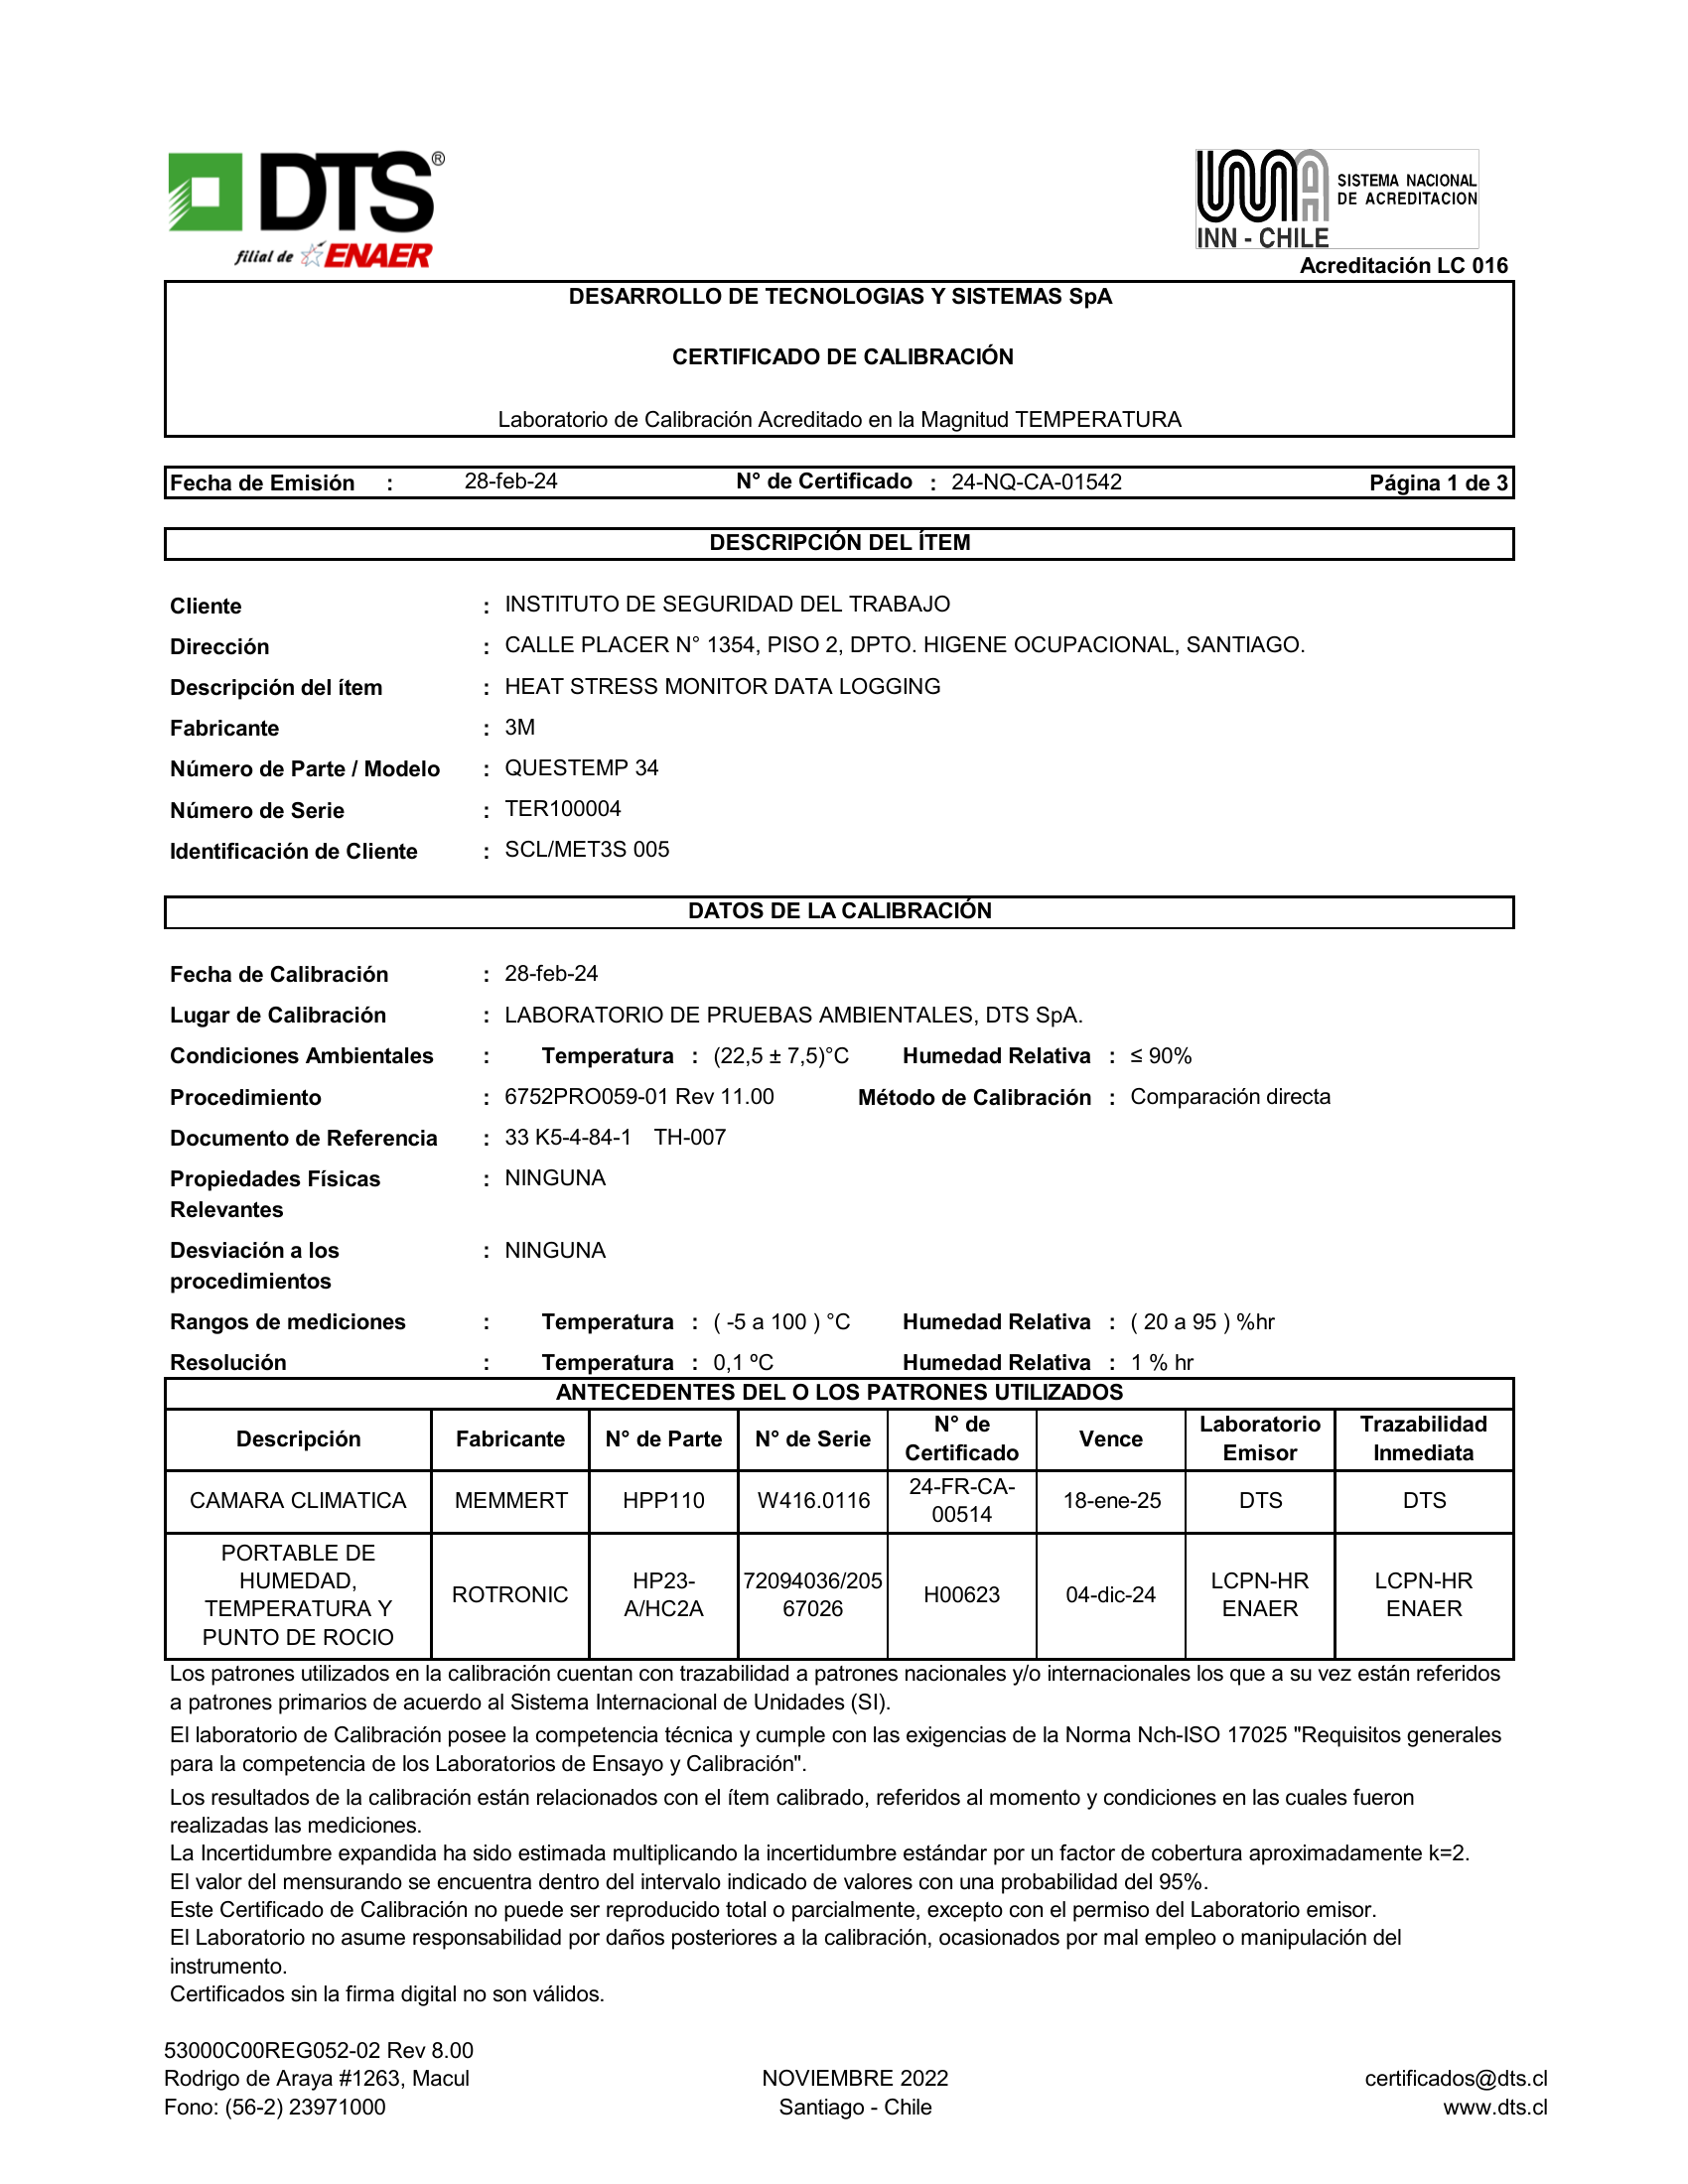 DTS®
filial de ENAER
INN - CHILE
SISTEMA NACIONAL
DE ACREDITACION
Acreditación LC 016
DESARROLLO DE TECNOLOGIAS Y SISTEMAS SpA
CERTIFICADO DE CALIBRACIÓN
Laboratorio de Calibración Acreditado en la Magnitud TEMPERATURA
Fecha de Emisión : 28-feb-24 N° de Certificado : 24-NQ-CA-01542 Página 1 de 3
DESCRIPCIÓN DEL ÍTEM
Cliente : INSTITUTO DE SEGURIDAD DEL TRABAJO
Dirección : CALLE PLACER N° 1354, PISO 2, DPTO. HIGENE OCUPACIONAL, SANTIAGO.
Descripción del ítem : HEAT STRESS MONITOR DATA LOGGING
Fabricante : 3M
Número de Parte / Modelo : QUESTEMP 34
Número de Serie : TER100004
Identificación de Cliente : SCL/MET3S 005
DATOS DE LA CALIBRACIÓN
Fecha de Calibración : 28-feb-24
Lugar de Calibración : LABORATORIO DE PRUEBAS AMBIENTALES, DTS SpA.
Condiciones Ambientales : Temperatura : (22,5 ± 7,5)°C Humedad Relativa : ≤ 90%
Procedimiento : 6752PRO059-01 Rev 11.00 Método de Calibración : Comparación directa
Documento de Referencia : 33 K5-4-84-1 TH-007
Propiedades Físicas : NINGUNA
Relevantes
Desviación a los : NINGUNA
procedimientos
Rangos de mediciones : Temperatura : ( -5 a 100 ) °C Humedad Relativa : ( 20 a 95 ) %hr
Resolución : Temperatura : 0,1 ºC Humedad Relativa : 1 % hr
ANTECEDENTES DEL O LOS PATRONES UTILIZADOS
Descripción Fabricante N° de Parte N° de Serie N° de Certificado Vence Laboratorio Emisor Trazabilidad Inmediata
CAMARA CLIMATICA MEMMERT HPP110 W416.0116 24-FR-CA-00514 18-ene-25 DTS DTS
PORTABLE DE HUMEDAD, TEMPERATURA Y PUNTO DE ROCIO ROTRONIC HP23-A/HC2A 72094036/20567026 H00623 04-dic-24 LCPN-HR ENAER LCPN-HR ENAER
Los patrones utilizados en la calibración cuentan con trazabilidad a patrones nacionales y/o internacionales los que a su vez están referidos
a patrones primarios de acuerdo al Sistema Internacional de Unidades (SI).
El laboratorio de Calibración posee la competencia técnica y cumple con las exigencias de la Norma Nch-ISO 17025 "Requisitos generales
para la competencia de los Laboratorios de Ensayo y Calibración".
Los resultados de la calibración están relacionados con el ítem calibrado, referidos al momento y condiciones en las cuales fueron
realizadas las mediciones.
La Incertidumbre expandida ha sido estimada multiplicando la incertidumbre estándar por un factor de cobertura aproximadamente k=2.
El valor del mensurando se encuentra dentro del intervalo indicado de valores con una probabilidad del 95%.
Este Certificado de Calibración no puede ser reproducido total o parcialmente, excepto con el permiso del Laboratorio emisor.
El Laboratorio no asume responsabilidad por daños posteriores a la calibración, ocasionados por mal empleo o manipulación del
instrumento.
Certificados sin la firma digital no son válidos.
53000C00REG052-02 Rev 8.00
Rodrigo de Araya #1263, Macul NOVIEMBRE 2022 certificados@dts.cl
Fono: (56-2) 23971000 Santiago - Chile www.dts.cl